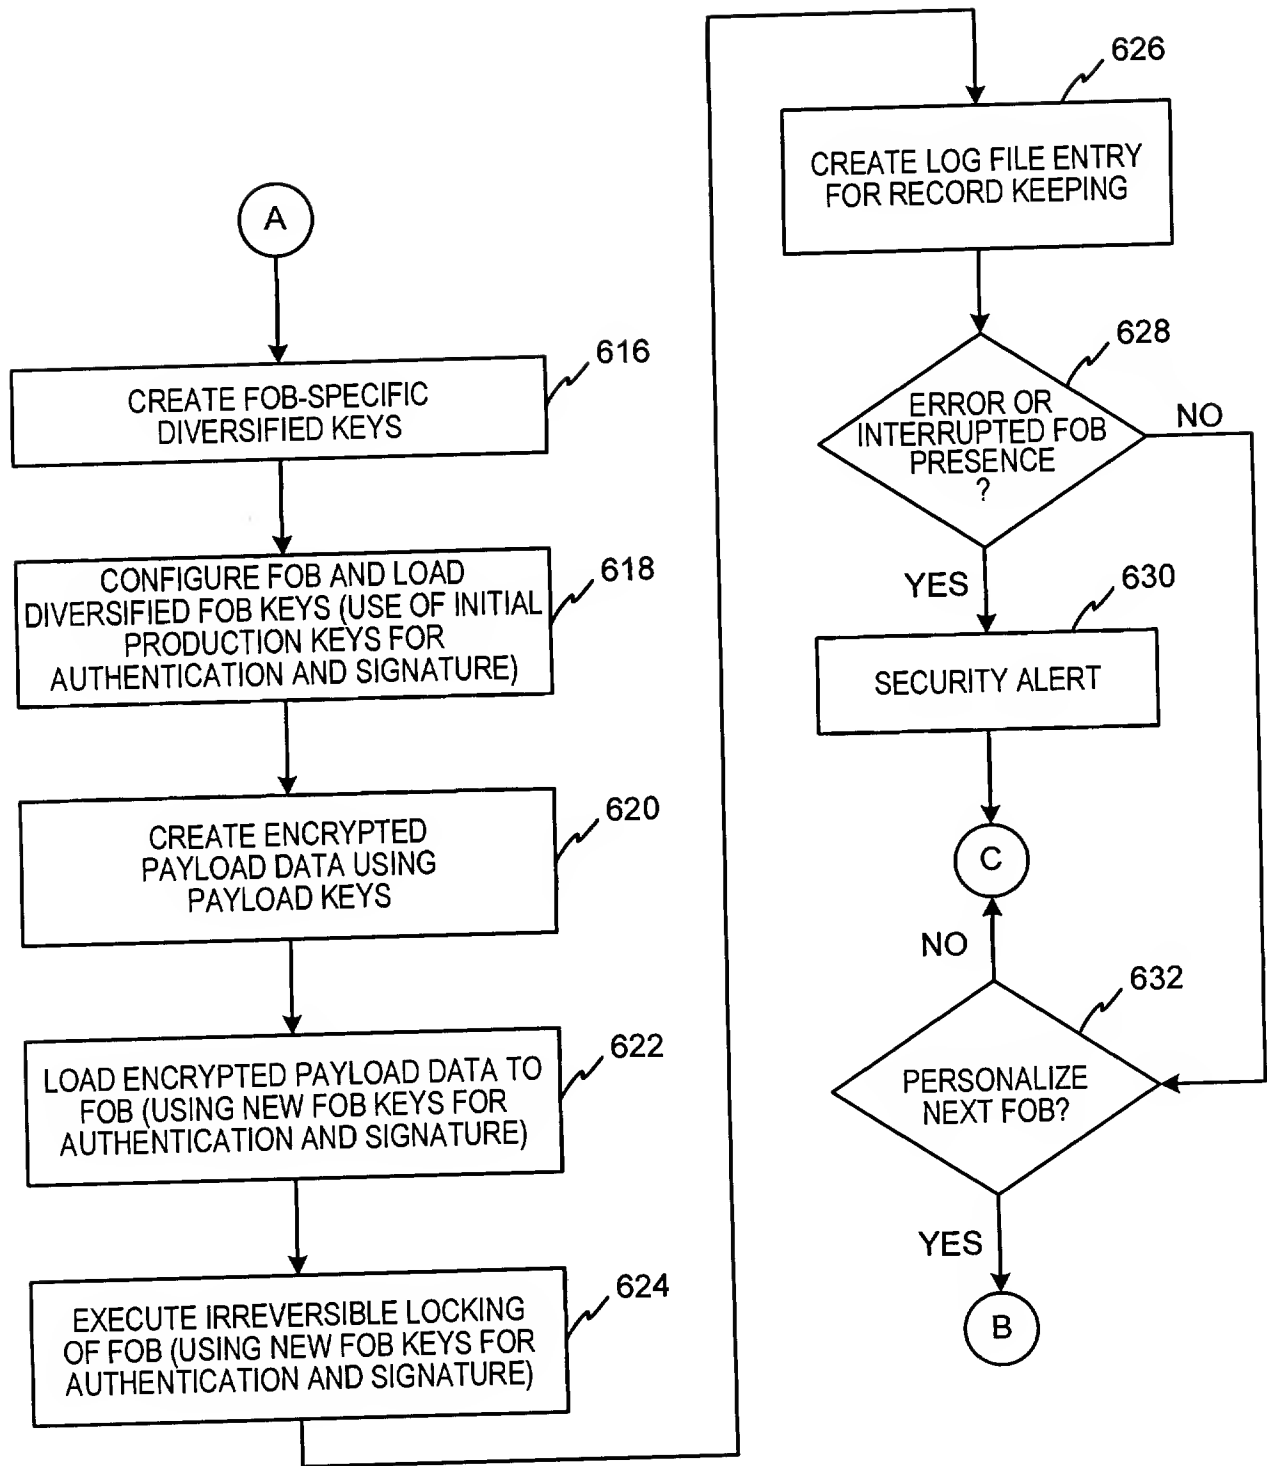 A
616
CREATE FOB-SPECIFIC
DIVERSIFIED KEYS
618
CONFIGURE FOB AND LOAD
DIVERSIFIED FOB KEYS (USE OF INITIAL
PRODUCTION KEYS FOR
AUTHENTICATION AND SIGNATURE)
620
CREATE ENCRYPTED
PAYLOAD DATA USING
PAYLOAD KEYS
622
LOAD ENCRYPTED PAYLOAD DATA TO
FOB (USING NEW FOB KEYS FOR
AUTHENTICATION AND SIGNATURE)
624
EXECUTE IRREVERSIBLE LOCKING
OF FOB (USING NEW FOB KEYS FOR
AUTHENTICATION AND SIGNATURE)
626
CREATE LOG FILE ENTRY
FOR RECORD KEEPING
628
ERROR OR
INTERRUPTED FOB
PRESENCE
?
NO
YES
630
SECURITY ALERT
C
NO
632
PERSONALIZE
NEXT FOB?
YES
B